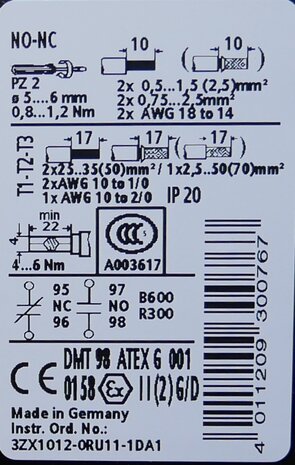 NO-NC
10 10
PZ 2
ø 5....6 mm
0,8...1,2 Nm
2x 0,5...1,5 (2,5)mm²
2x 0,75...2,5mm²
2x AWG 18 to 14
T1-T2-T3
17 17 (17)
2x25...35(50)mm² / 1x2,5..50(70)mm²
2xAWG 10 to 1/0
1x AWG 10 to 2/0 IP 20
min
22
4
4...6 Nm
CCC S
A003617
95 97
NC NO
96 98
B600
R300
DMT 98 ATEX G 001
CE 0158 Ex II(2)G/D
Made in Germany
Instr. Ord. No.:
3ZX1012-0RU11-1DA1
4 011209 300767